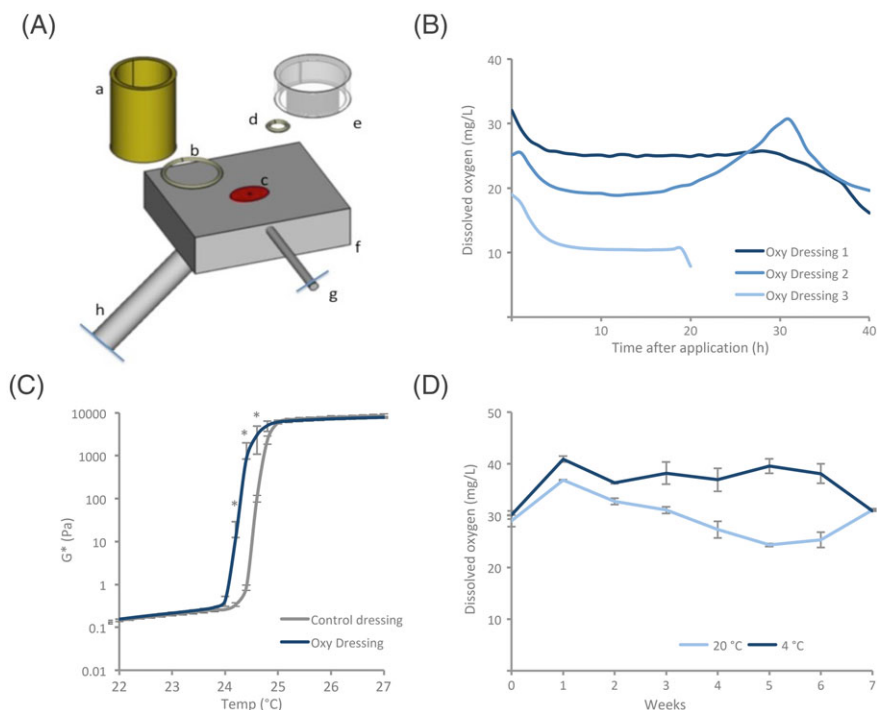 (A)
a
b
c
d
e
f
g
h
(B)
Dissolved oxygen (mg/L)
40
30
20
10
Oxy Dressing 1
Oxy Dressing 2
Oxy Dressing 3
10 20 30 40
Time after application (h)
(C)
G* (Pa)
10000
1000
100
10
1
0.1
0.01
* * *
Control dressing
Oxy Dressing
22 23 24 25 26 27
Temp (°C)
(D)
Dissolved oxygen (mg/L)
50
40
30
20
10
20 °C 4 °C
0 1 2 3 4 5 6 7
Weeks